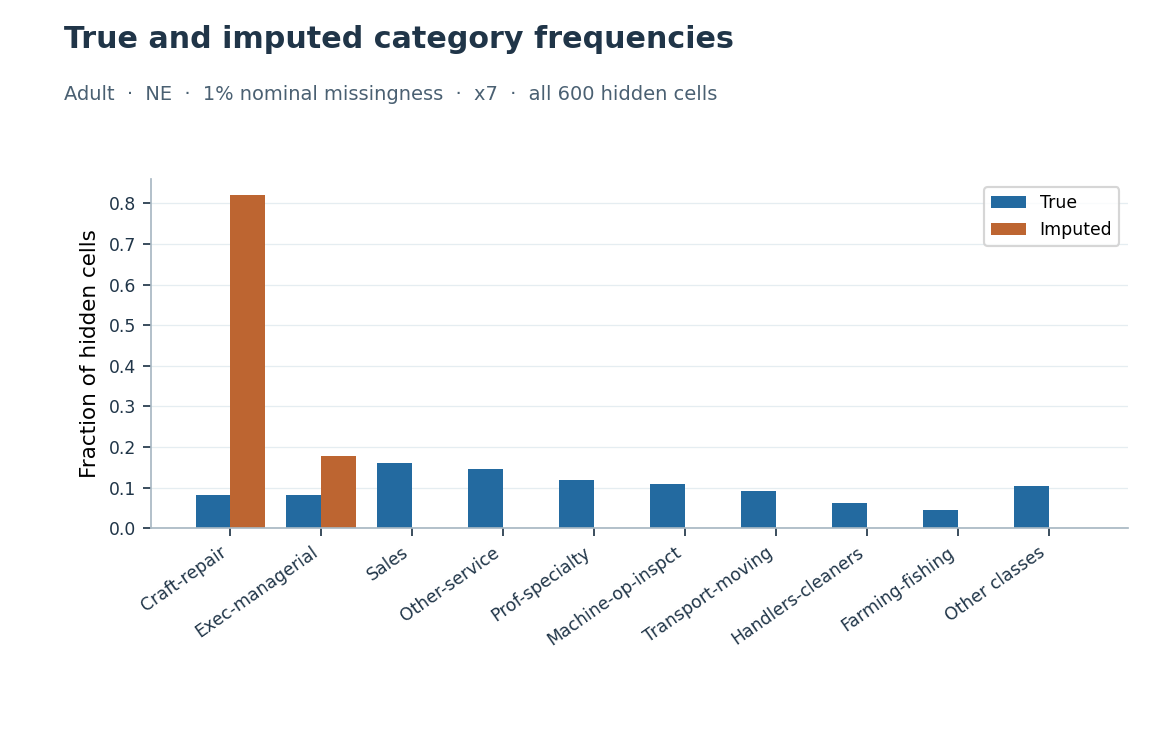 True and imputed category frequencies
Adult · NE · 1% nominal missingness · x7 · all 600 hidden cells
True
Imputed
Fraction of hidden cells
0.8
0.7
0.6
0.5
0.4
0.3
0.2
0.1
0.0
Craft-repair
Exec-managerial
Sales
Other-service
Prof-specialty
Machine-op-inspct
Transport-moving
Handlers-cleaners
Farming-fishing
Other classes